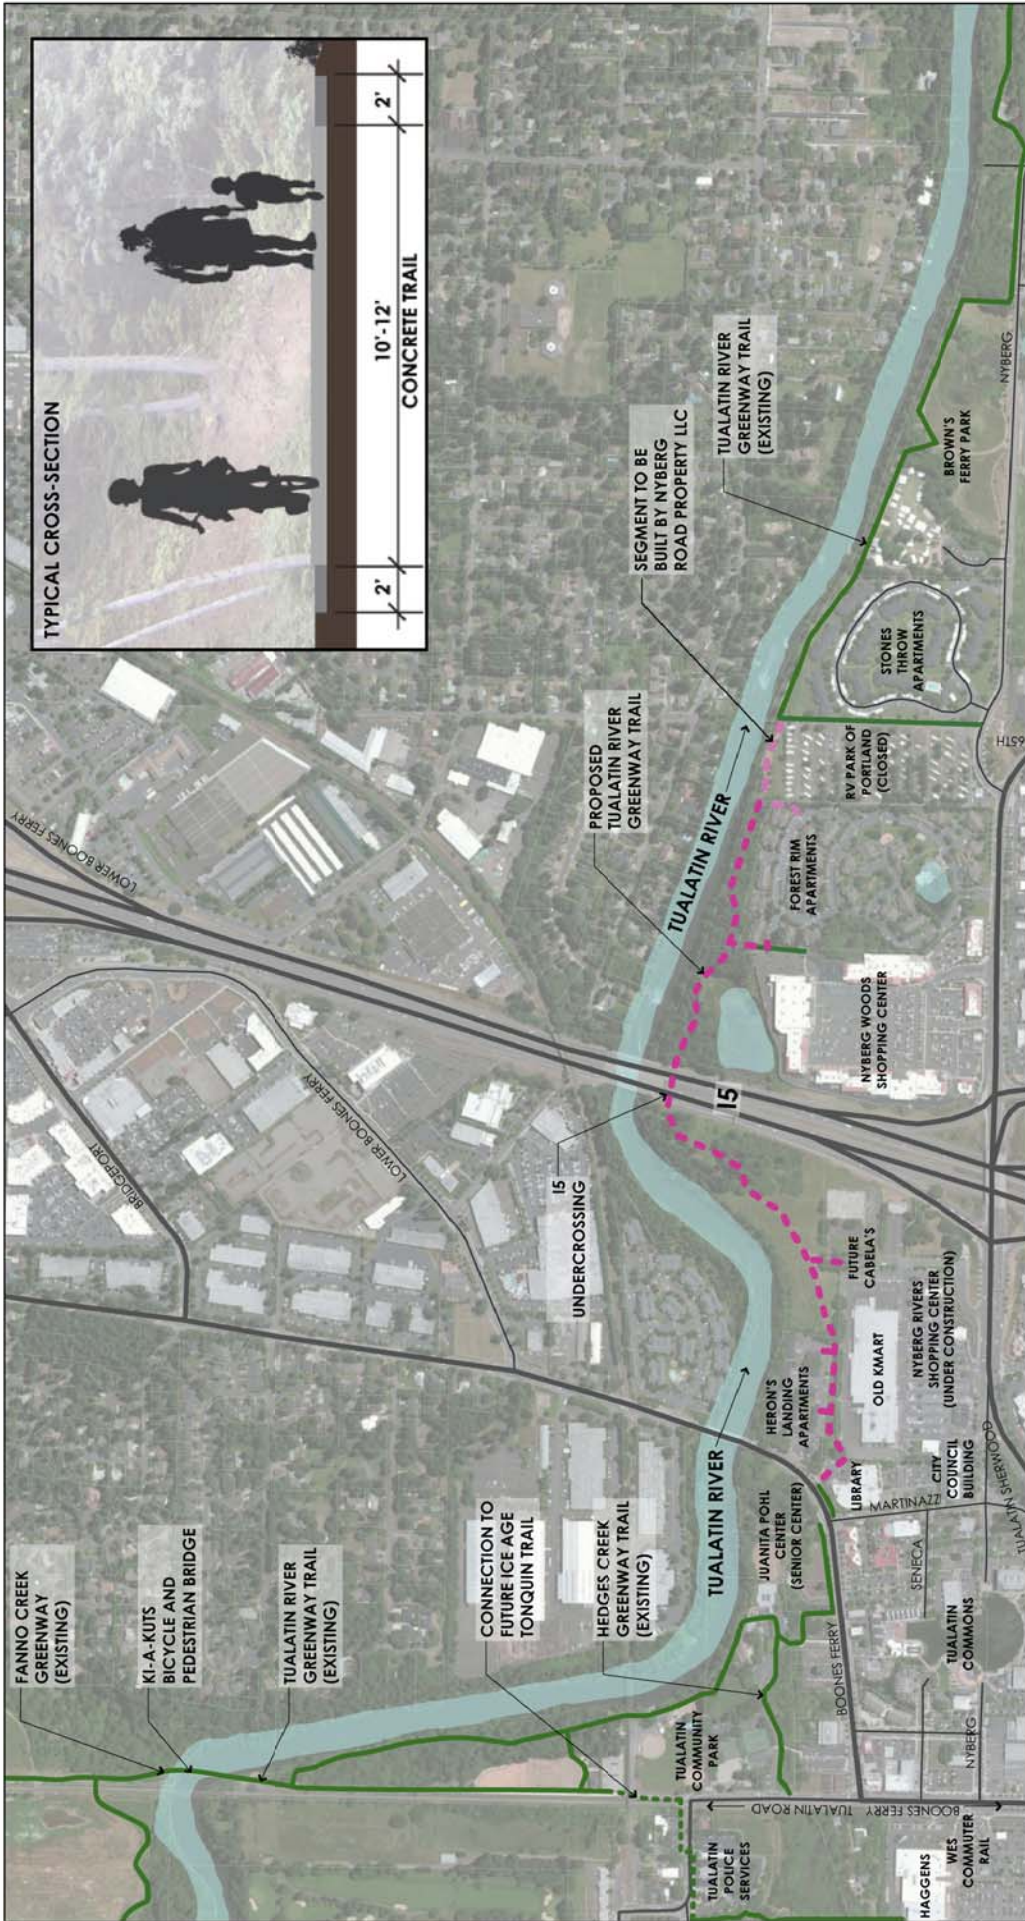 TYPICAL CROSS-SECTION
2'
10'-12'
2'
CONCRETE TRAIL
FANNO CREEK
GREENWAY
(EXISTING)
KI-A-KUTS
BICYCLE AND
PEDESTRIAN BRIDGE
TUALATIN RIVER
GREENWAY TRAIL
(EXISTING)
CONNECTION TO
FUTURE ICE AGE
TONQUIN TRAIL
HEDGES CREEK
GREENWAY TRAIL
(EXISTING)
BRIDGEPORT
LOWER BOONES FERRY
LOWER BOONES FERRY
I5
UNDERCROSSING
PROPOSED
TUALATIN RIVER
GREENWAY TRAIL
SEGMENT TO BE
BUILT BY NYBERG
ROAD PROPERTY LLC
TUALATIN RIVER
GREENWAY TRAIL
(EXISTING)
TUALATIN RIVER
TUALATIN RIVER
I5
TUALATIN
COMMUNITY
PARK
JUANITA POHL
CENTER
(SENIOR CENTER)
HERON'S
LANDING
APARTMENTS
FUTURE
CABELA'S
FOREST RIM
APARTMENTS
RV PARK OF
PORTLAND
(CLOSED)
STONES
THROW
APARTMENTS
BROWN'S
FERRY PARK
NYBERG
65TH
NYBERG WOODS
SHOPPING CENTER
OLD KMART
NYBERG RIVERS
SHOPPING CENTER
(UNDER CONSTRUCTION)
LIBRARY
CITY
COUNCIL
BUILDING
MARTINAZZI
SENECA
TUALATIN SHERWOOD
TUALATIN
COMMONS
NYBERG
BOONES FERRY
TUALATIN ROAD
BOONES FERRY
TUALATIN
POLICE
SERVICES
HAGGENS
WES
COMMUTER
RAIL